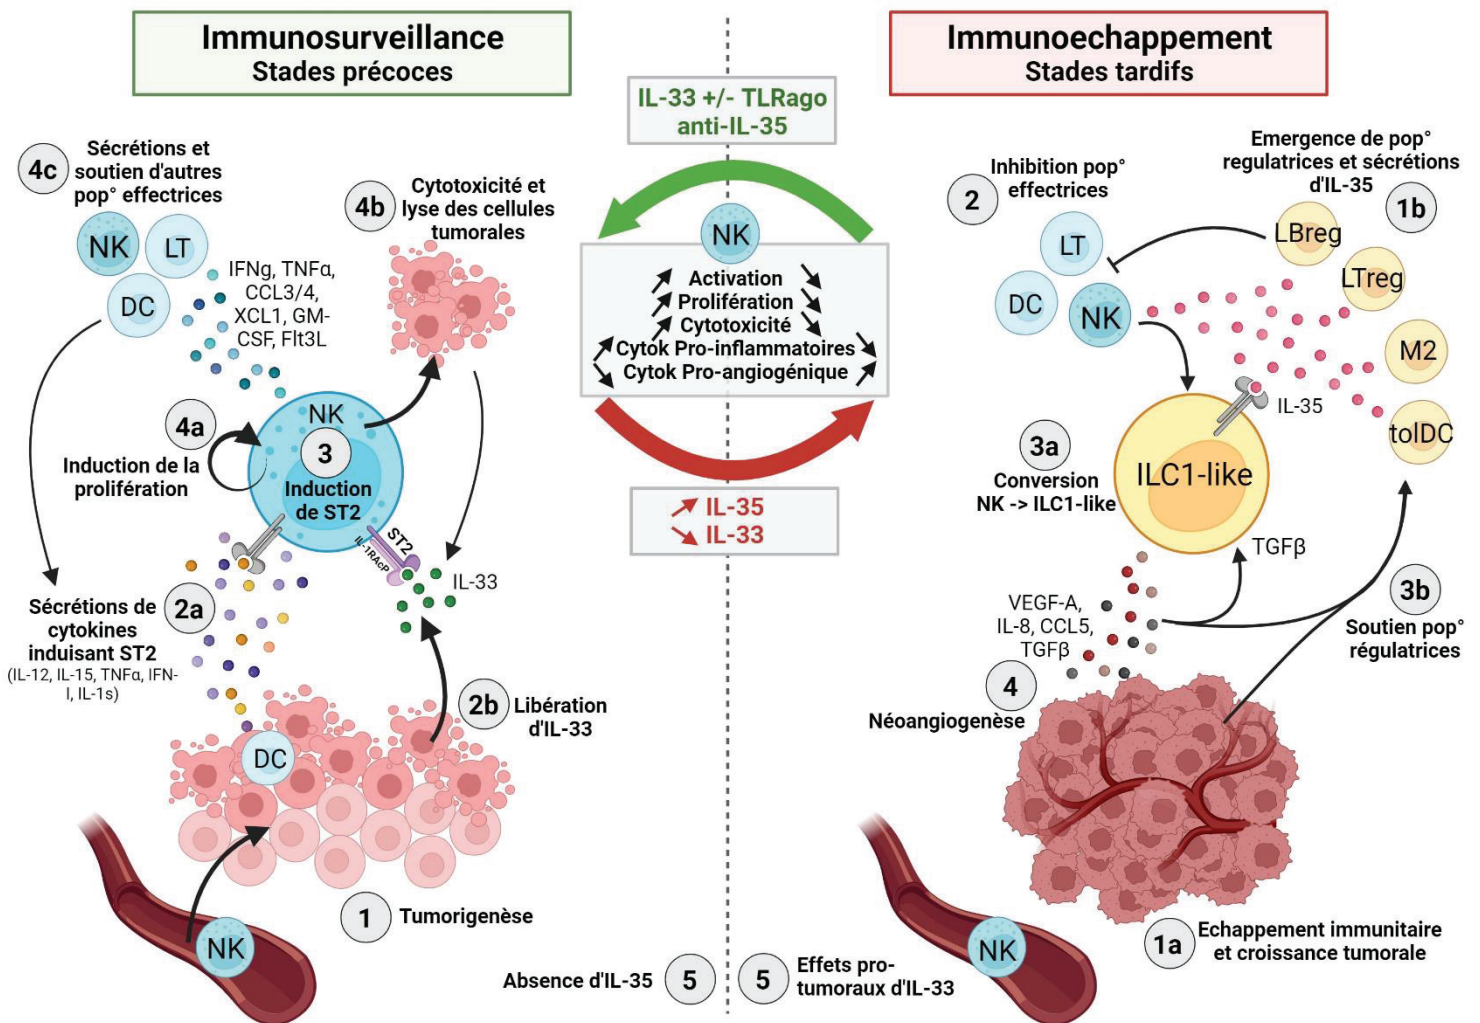 Immunosurveillance
Stades précoces
Immunoechappement
Stades tardifs
IL-33 +/- TLRago
anti-IL-35
4c
Sécrétions et
soutien d'autres
pop° effectrices
NK
LT
DC
IFNg, TNFα,
CCL3/4,
XCL1, GM-
CSF, Flt3L
4b
Cytotoxicité et
lyse des cellules
tumorales
4a
Induction de la
prolifération
NK
3
Induction
de ST2
ST2
IL-1RAcP
IL-33
2a
Sécrétions de
cytokines
induisant ST2
(IL-12, IL-15, TNFα, IFN-
I, IL-1s)
2b
Libération
d'IL-33
DC
NK
1
Tumorigenèse
Absence d'IL-35
5
NK
Activation
Prolifération
Cytotoxicité
Cytok Pro-inflammatoires
Cytok Pro-angiogénique
IL-35
IL-33
2
Inhibition pop°
effectrices
LT
DC
NK
Emergence de pop°
regulatrices et sécrétions
d'IL-35
1b
LBreg
LTreg
M2
tolDC
IL-35
3a
Conversion
NK -> ILC1-like
ILC1-like
TGFβ
3b
Soutien pop°
régulatrices
VEGF-A,
IL-8, CCL5,
TGFβ
4
Néoangiogenèse
NK
1a
Echappement immunitaire
et croissance tumorale
5
Effets pro-
tumoraux d'IL-33